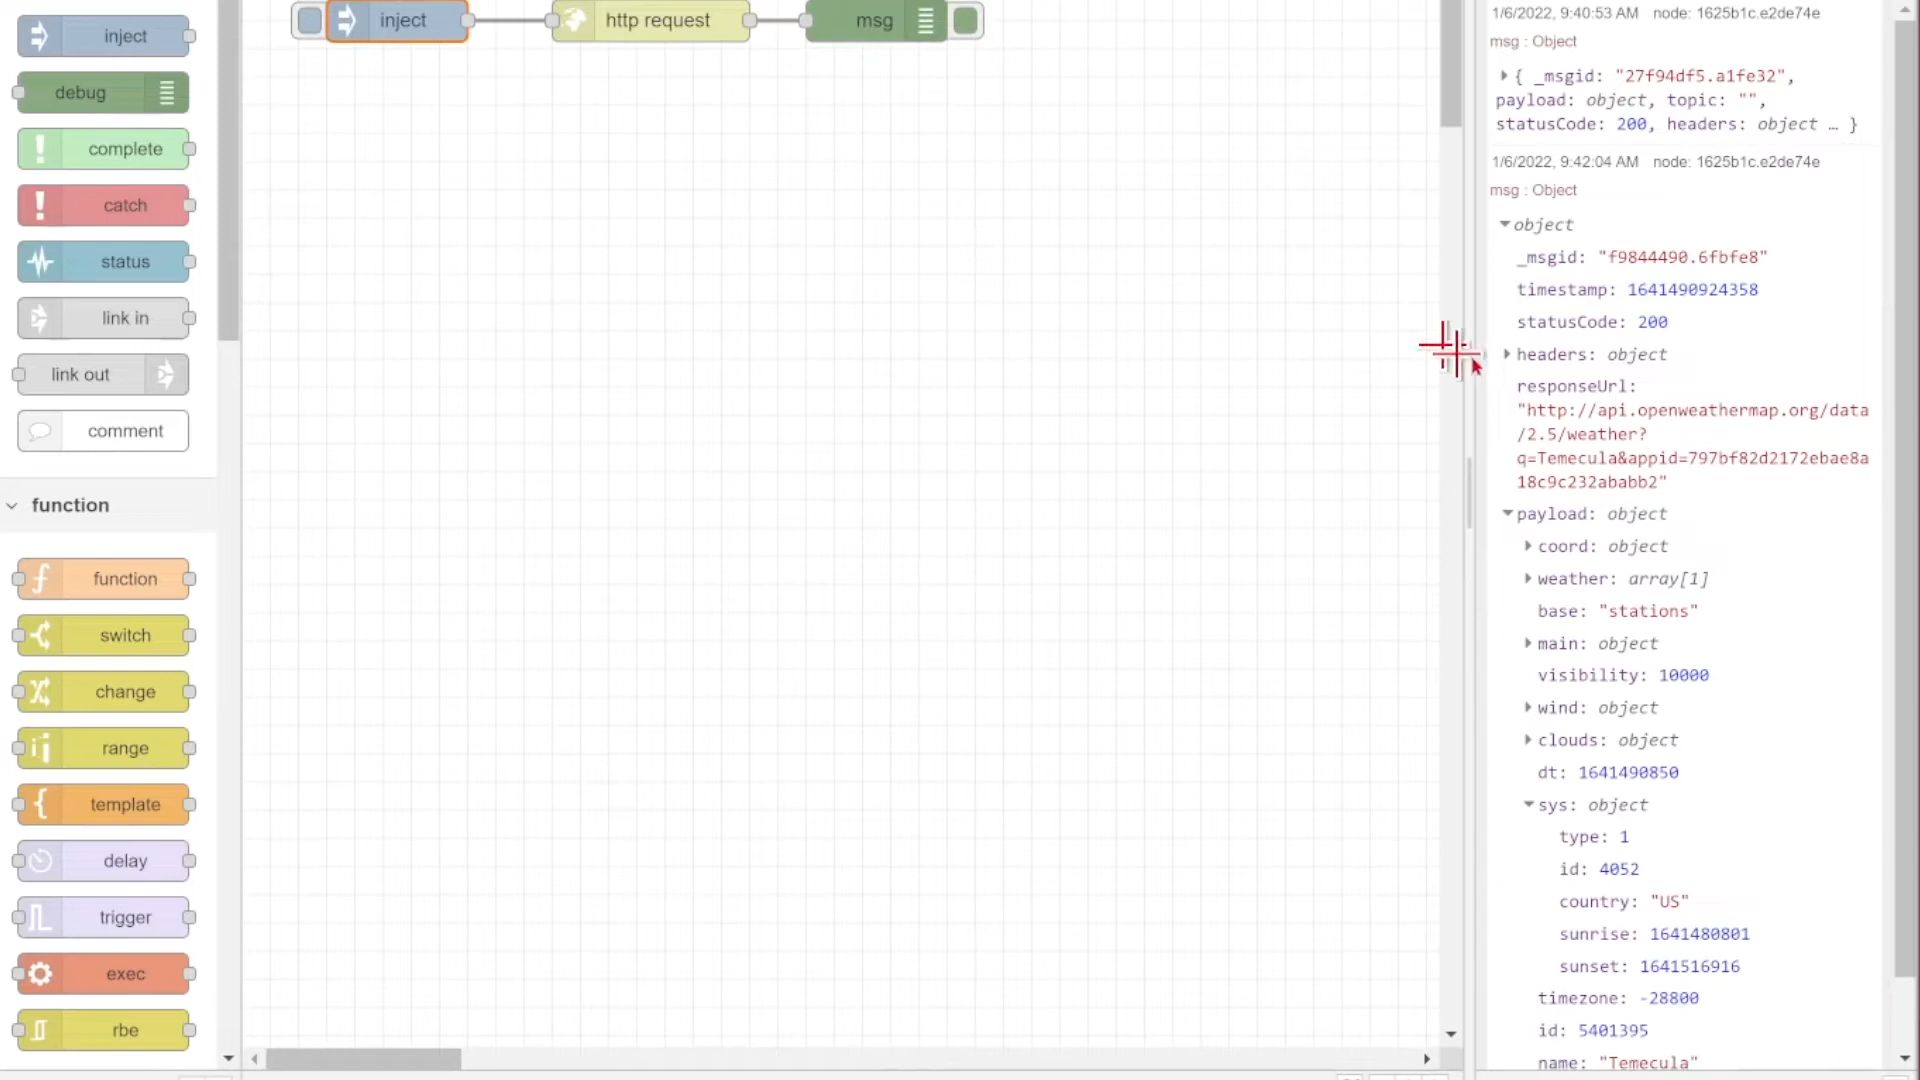 inject
debug
complete
catch
status
link in
link out
comment
function
function
switch
change
range
template
delay
trigger
exec
rbe
inject
http request
msg
1/6/2022, 9:40:53 AM node: 1625b1c.e2de74e
msg : Object
{ _msgid: "27f94df5.a1fe32",
payload: object, topic: "",
statusCode: 200, headers: object … }
1/6/2022, 9:42:04 AM node: 1625b1c.e2de74e
msg : Object
object
_msgid: "f9844490.6fbfe8"
timestamp: 1641490924358
statusCode: 200
headers: object
responseUrl:
"http://api.openweathermap.org/data
/2.5/weather?
q=Temecula&appid=797bf82d2172ebae8a
18c9c232ababb2"
payload: object
coord: object
weather: array[1]
base: "stations"
main: object
visibility: 10000
wind: object
clouds: object
dt: 1641490850
sys: object
type: 1
id: 4052
country: "US"
sunrise: 1641480801
sunset: 1641516916
timezone: -28800
id: 5401395
name: "Temecula"